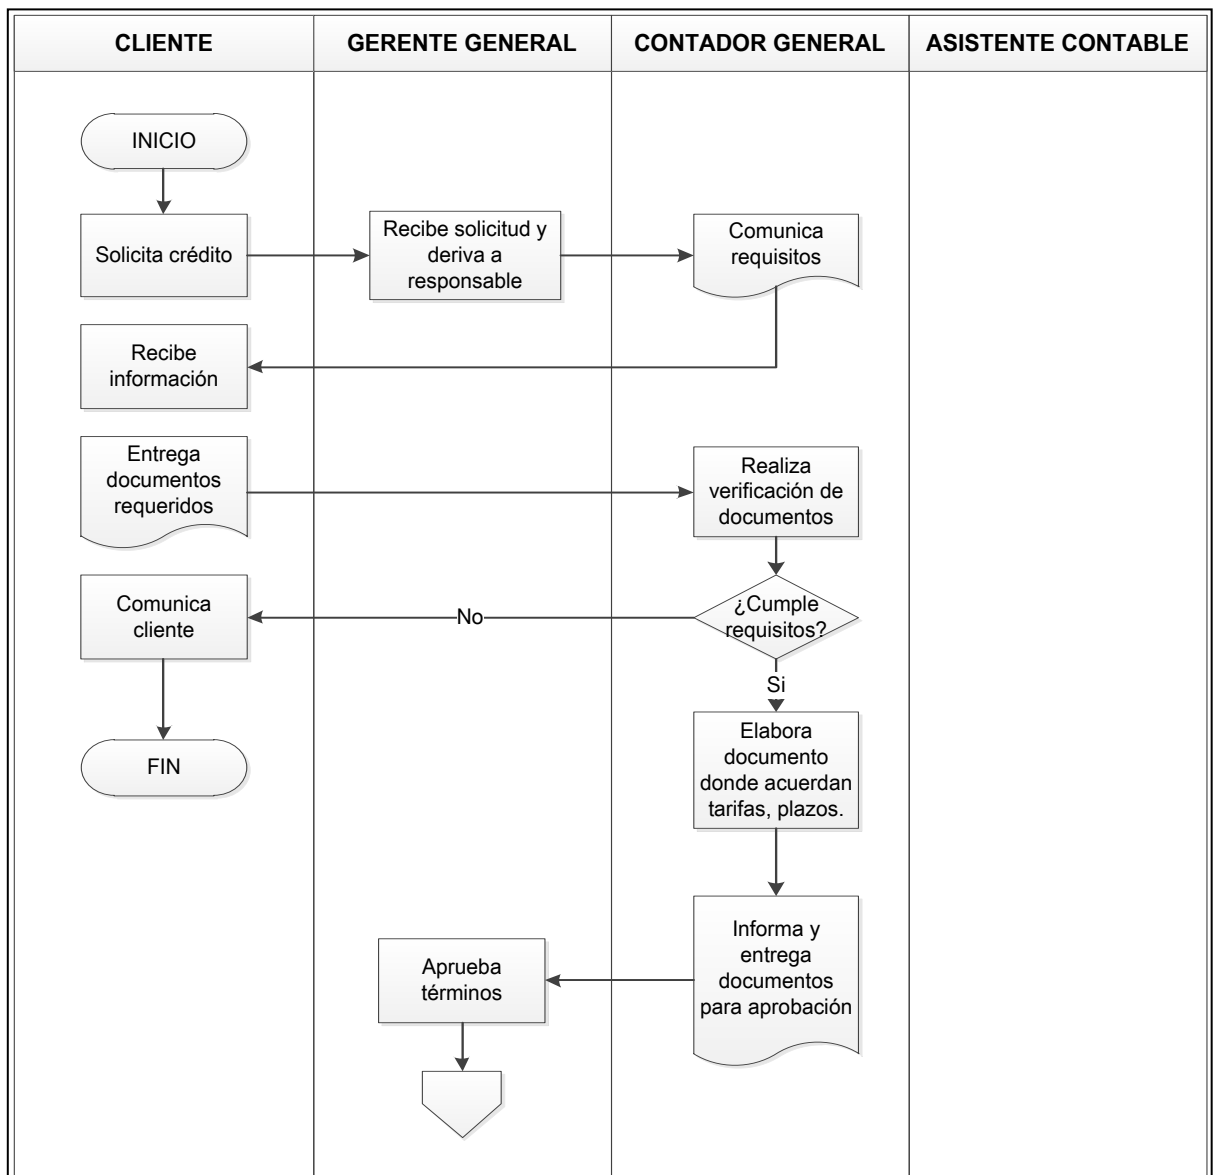 CLIENTE
GERENTE GENERAL
CONTADOR GENERAL
ASISTENTE CONTABLE
INICIO
Solicita crédito
Recibe solicitud y
deriva a
responsable
Comunica
requisitos
Recibe
información
Entrega
documentos
requeridos
Realiza
verificación de
documentos
Comunica
cliente
No
¿Cumple
requisitos?
Si
FIN
Elabora
documento
donde acuerdan
tarifas, plazos.
Informa y
entrega
documentos
para aprobación
Aprueba
términos